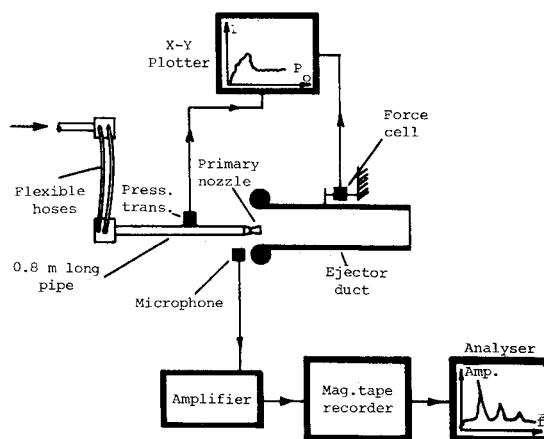 X-Y
Plotter
i
P
o
Force
cell
Primary
nozzle
Flexible
hoses
Press.
trans.
0.8 m long
pipe
Microphone
Ejector
duct
Analyser
Amp.
f
Amplifier
Mag.tape
recorder